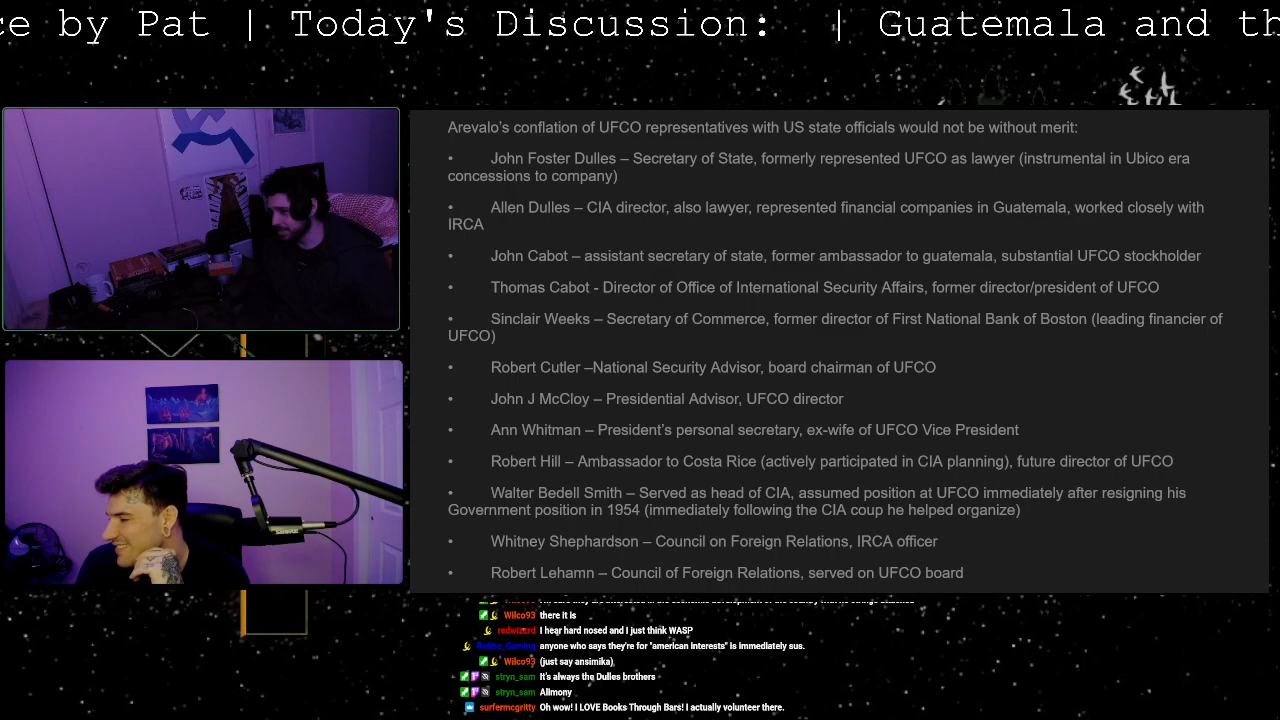 ce by Pat | Today's Discussion: | Guatemala and th
Arevalo's conflation of UFCO representatives with US state officials would not be without merit:
• John Foster Dulles – Secretary of State, formerly represented UFCO as lawyer (instrumental in Ubico era
concessions to company)
• Allen Dulles – CIA director, also lawyer, represented financial companies in Guatemala, worked closely with
IRCA
• John Cabot – assistant secretary of state, former ambassador to guatemala, substantial UFCO stockholder
• Thomas Cabot - Director of Office of International Security Affairs, former director/president of UFCO
• Sinclair Weeks – Secretary of Commerce, former director of First National Bank of Boston (leading financier of
UFCO)
• Robert Cutler –National Security Advisor, board chairman of UFCO
• John J McCloy – Presidential Advisor, UFCO director
• Ann Whitman – President's personal secretary, ex-wife of UFCO Vice President
• Robert Hill – Ambassador to Costa Rice (actively participated in CIA planning), future director of UFCO
• Walter Bedell Smith – Served as head of CIA, assumed position at UFCO immediately after resigning his
Government position in 1954 (immediately following the CIA coup he helped organize)
• Whitney Shephardson – Council on Foreign Relations, IRCA officer
• Robert Lehamn – Council of Foreign Relations, served on UFCO board
Wilco93 there it is
redwizard I hear hard nosed and I just think WASP
anyone who says they're for "american interests" is immediately sus.
Wilco93 (just say ansimika)
stryn_sam It's always the Dulles brothers
stryn_sam Alimony
surfermcgritty Oh wow! I LOVE Books Through Bars! I actually volunteer there.